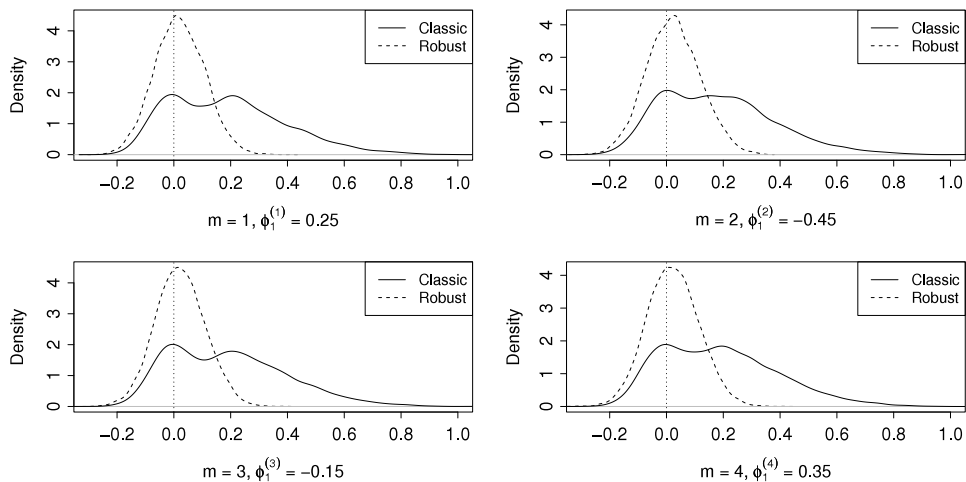 Density
4
3
2
1
0
Classic
Robust
−0.2 0.0 0.2 0.4 0.6 0.8 1.0
m = 1, ϕ₁⁽¹⁾ = 0.25
Density
4
3
2
1
0
Classic
Robust
−0.2 0.0 0.2 0.4 0.6 0.8 1.0
m = 2, ϕ₁⁽²⁾ = −0.45
Density
4
3
2
1
0
Classic
Robust
−0.2 0.0 0.2 0.4 0.6 0.8 1.0
m = 3, ϕ₁⁽³⁾ = −0.15
Density
4
3
2
1
0
Classic
Robust
−0.2 0.0 0.2 0.4 0.6 0.8 1.0
m = 4, ϕ₁⁽⁴⁾ = 0.35